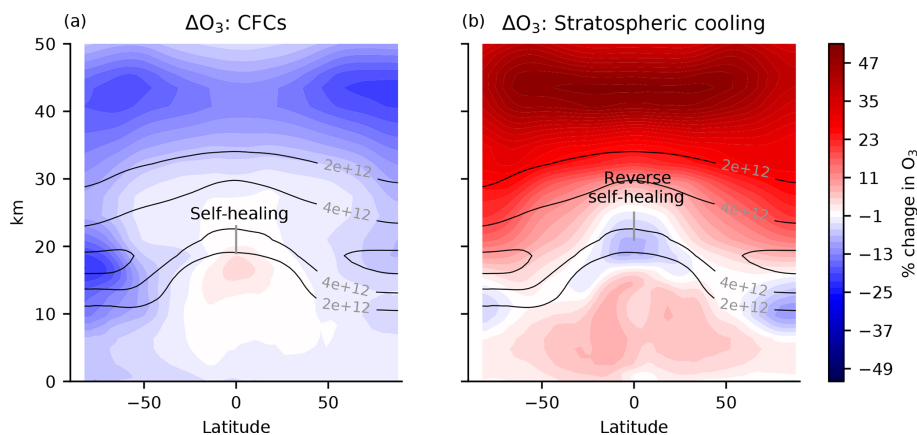 (a)
ΔO₃: CFCs
50
40
30
20
10
0
km
2e+12
4e+12
Self-healing
4e+12
2e+12
−50
0
50
Latitude
(b)
ΔO₃: Stratospheric cooling
2e+12
4e+12
Reverse
self-healing
4e+12
2e+12
−50
0
50
Latitude
47
35
23
11
−1
−13
−25
−37
−49
% change in O₃